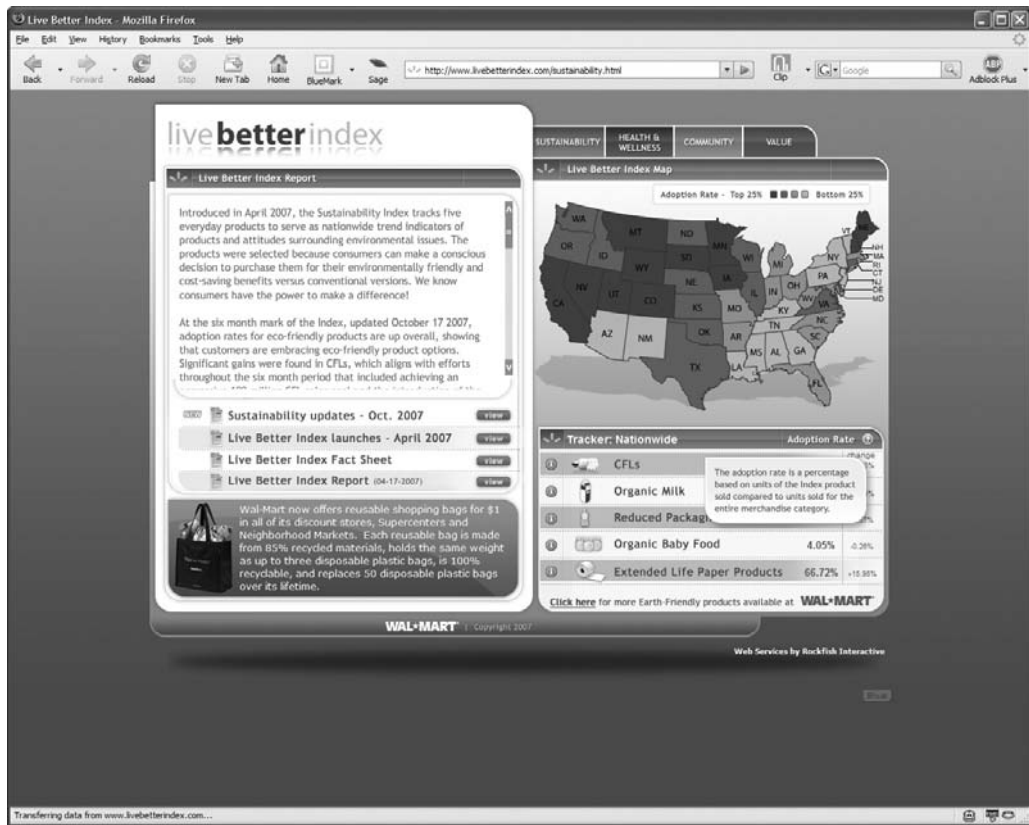 Live Better Index - Mozilla Firefox
File Edit View History Bookmarks Tools Help
Back Forward Reload Stop New Tab Home BlueMark Sage http://www.livebetterindex.com/sustainability.html Clip Google Adblock Plus
livebetterindex
SUSTAINABILITY HEALTH & WELLNESS COMMUNITY VALUE
Live Better Index Report
Introduced in April 2007, the Sustainability Index tracks five
everyday products to serve as nationwide trend indicators of
products and attitudes surrounding environmental issues. The
products were selected because consumers can make a conscious
decision to purchase them for their environmentally friendly and
cost-saving benefits versus conventional versions. We know
consumers have the power to make a difference!
At the six month mark of the Index, updated October 17 2007,
adoption rates for eco-friendly products are up overall, showing
that customers are embracing eco-friendly product options.
Significant gains were found in CFLs, which aligns with efforts
throughout the six month period that included achieving an
NEW Sustainability updates - Oct. 2007 view
Live Better Index launches - April 2007 view
Live Better Index Fact Sheet view
Live Better Index Report (04-17-2007) view
Wal-Mart now offers reusable shopping bags for $1
in all of its discount stores, Supercenters and
Neighborhood Markets. Each reusable bag is made
from 85% recycled materials, holds the same weight
as up to three disposable plastic bags, is 100%
recyclable, and replaces 50 disposable plastic bags
over its lifetime.
Live Better Index Map
Adoption Rate - Top 25% Bottom 25%
WA MT ND MN VT ME
OR ID SD WI MI NY NH
WY IA PA MA
RI
CT
NV NE IL IN OH NJ
CA UT CO WV VA DE
KS MO KY MD
AZ NM OK AR TN NC
SC
MS AL GA
TX LA
FL
Tracker: Nationwide Adoption Rate ?
change
CFLs
Organic Milk
Reduced Packag
The adoption rate is a percentage
based on units of the Index product
sold compared to units sold for the
entire merchandise category.
Organic Baby Food 4.05% -0.26%
Extended Life Paper Products 66.72%
Click here for more Earth-Friendly products available at WAL★MART
WAL★MART | Copyright 2007
Web Services by Rockfish Interactive
Transferring data from www.livebetterindex.com...